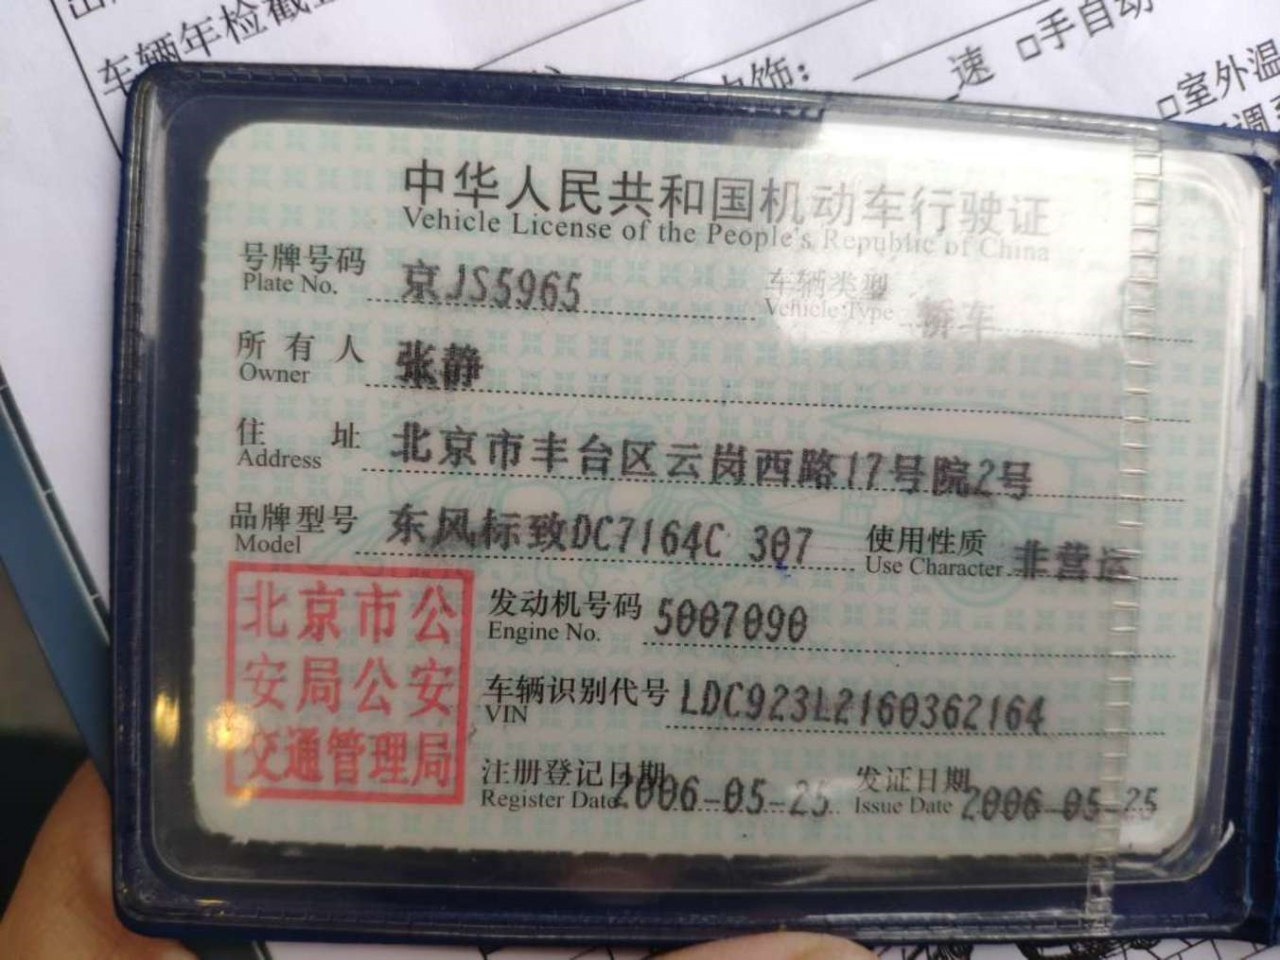 车辆年检截
内饰：
速 □手自动
□室外温
中华人民共和国机动车行驶证
Vehicle License of the People's Republic of China
号牌号码 京JS5965 车辆类型 轿车
Plate No. Vehicle Type
所有人 张静
Owner
住址 北京市丰台区云岗西路17号院2号
Address
品牌型号 东风标致DC7164C 307 使用性质 非营运
Model Use Character
北京市公
安局公安
交通管理局
发动机号码 5007090
Engine No.
车辆识别代号 LDC923L2160362164
VIN
注册登记日期 2006-05-25 发证日期 2006-05-25
Register Date Issue Date